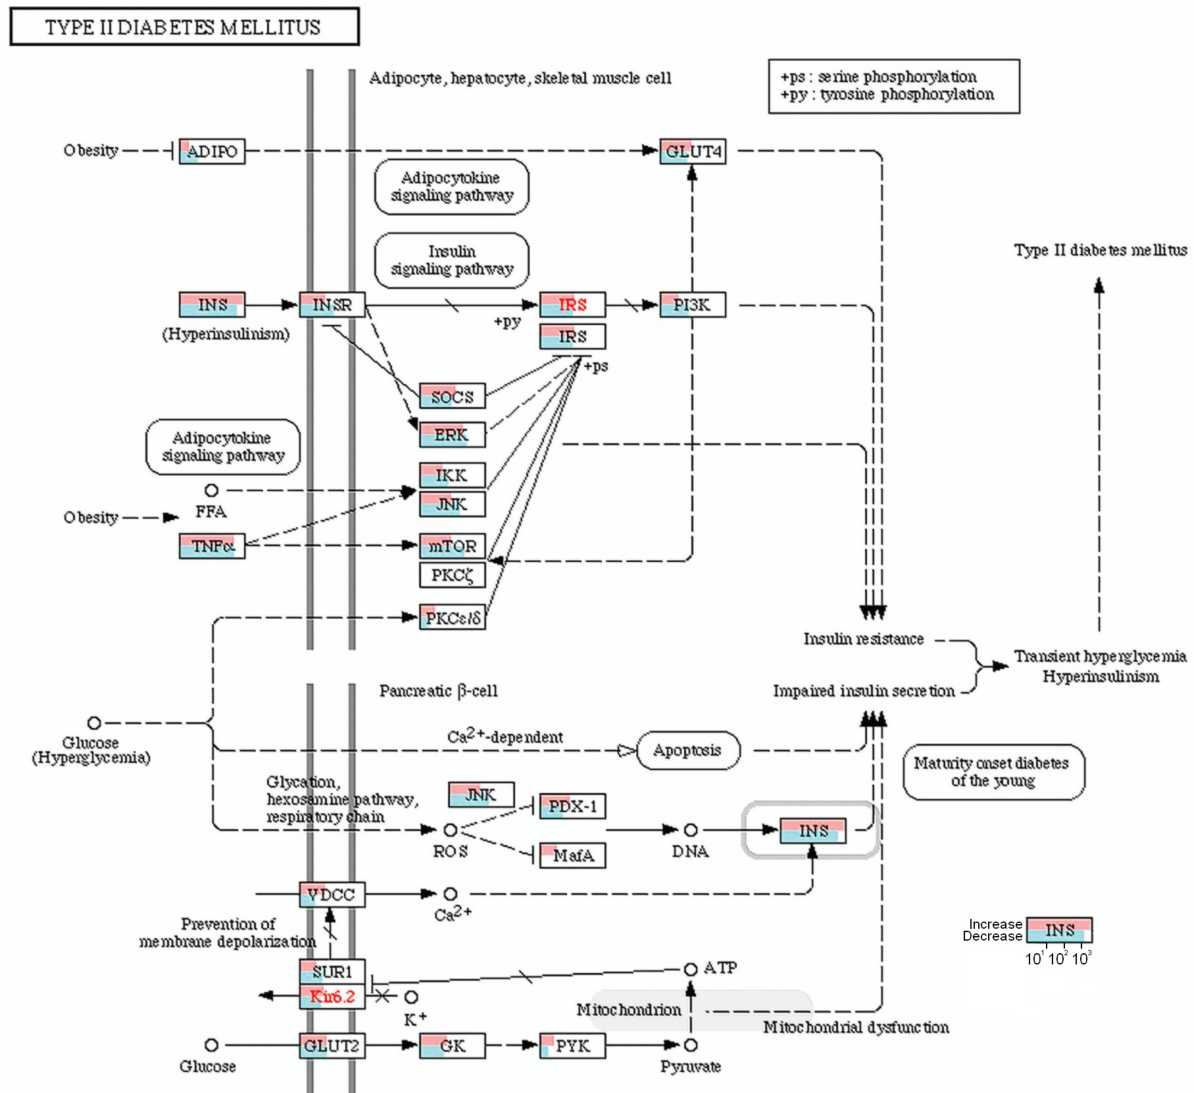 TYPE II DIABETES MELLITUS
Adipocyte, hepatocyte, skeletal muscle cell
+ps : serine phosphorylation
+py : tyrosine phosphorylation
Obesity
ADIPO
GLUT4
Adipocytokine
signaling pathway
Insulin
signaling pathway
Type II diabetes mellitus
INS
INSR
IRS
PI3K
(Hyperinsulinism)
+py
IRS
+ps
SOCS
ERK
Adipocytokine
signaling pathway
IKK
FFA
JNK
Obesity
TNFα
mTOR
PKCζ
PKCε/δ
Insulin resistance
Transient hyperglycemia
Hyperinsulinism
Impaired insulin secretion
Pancreatic β-cell
Glucose
(Hyperglycemia)
Ca2+-dependent
Apoptosis
Maturity onset diabetes
of the young
Glycation,
hexosamine pathway,
respiratory chain
JNK
PDX-1
ROS
MafA
DNA
INS
VDCC
Ca2+
Prevention of
membrane depolarization
Increase
Decrease
INS
10¹ 10² 10³
SUR1
Kir6.2
K+
ATP
Mitochondrion
Mitochondrial dysfunction
Glucose
GLUT2
GK
PYK
Pyruvate